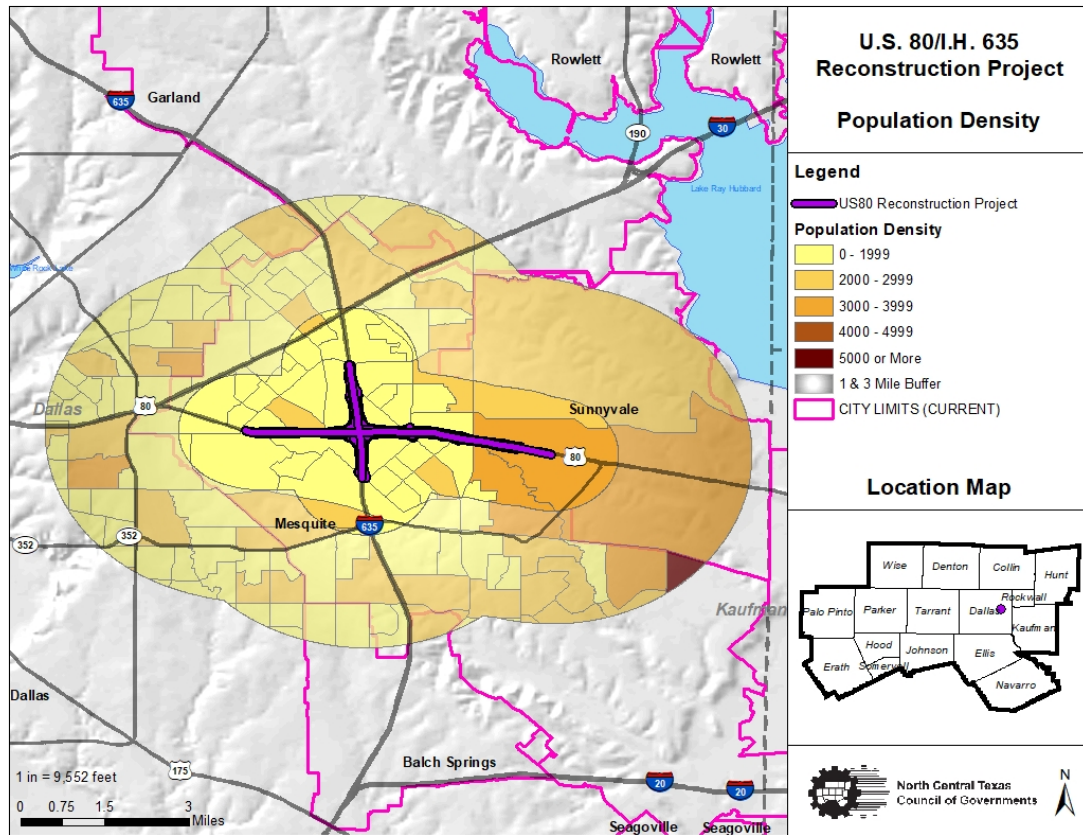 U.S. 80/I.H. 635
Reconstruction Project
Population Density
Legend
US80 Reconstruction Project
Population Density
0 - 1999
2000 - 2999
3000 - 3999
4000 - 4999
5000 or More
1 & 3 Mile Buffer
CITY LIMITS (CURRENT)
Location Map
Wise
Denton
Collin
Hunt
Rockwall
Palo Pinto
Parker
Tarrant
Dallas
Kaufman
Hood
Somervell
Johnson
Ellis
Erath
Navarro
North Central Texas
Council of Governments
N
Rowlett
Rowlett
635
Garland
190
30
Lake Ray Hubbard
Dallas
80
Sunnyvale
80
Mesquite
635
352
352
Kaufman
Dallas
175
Balch Springs
20
20
Seagoville
Seagoville
1 in = 9,552 feet
0 0.75 1.5 3
Miles